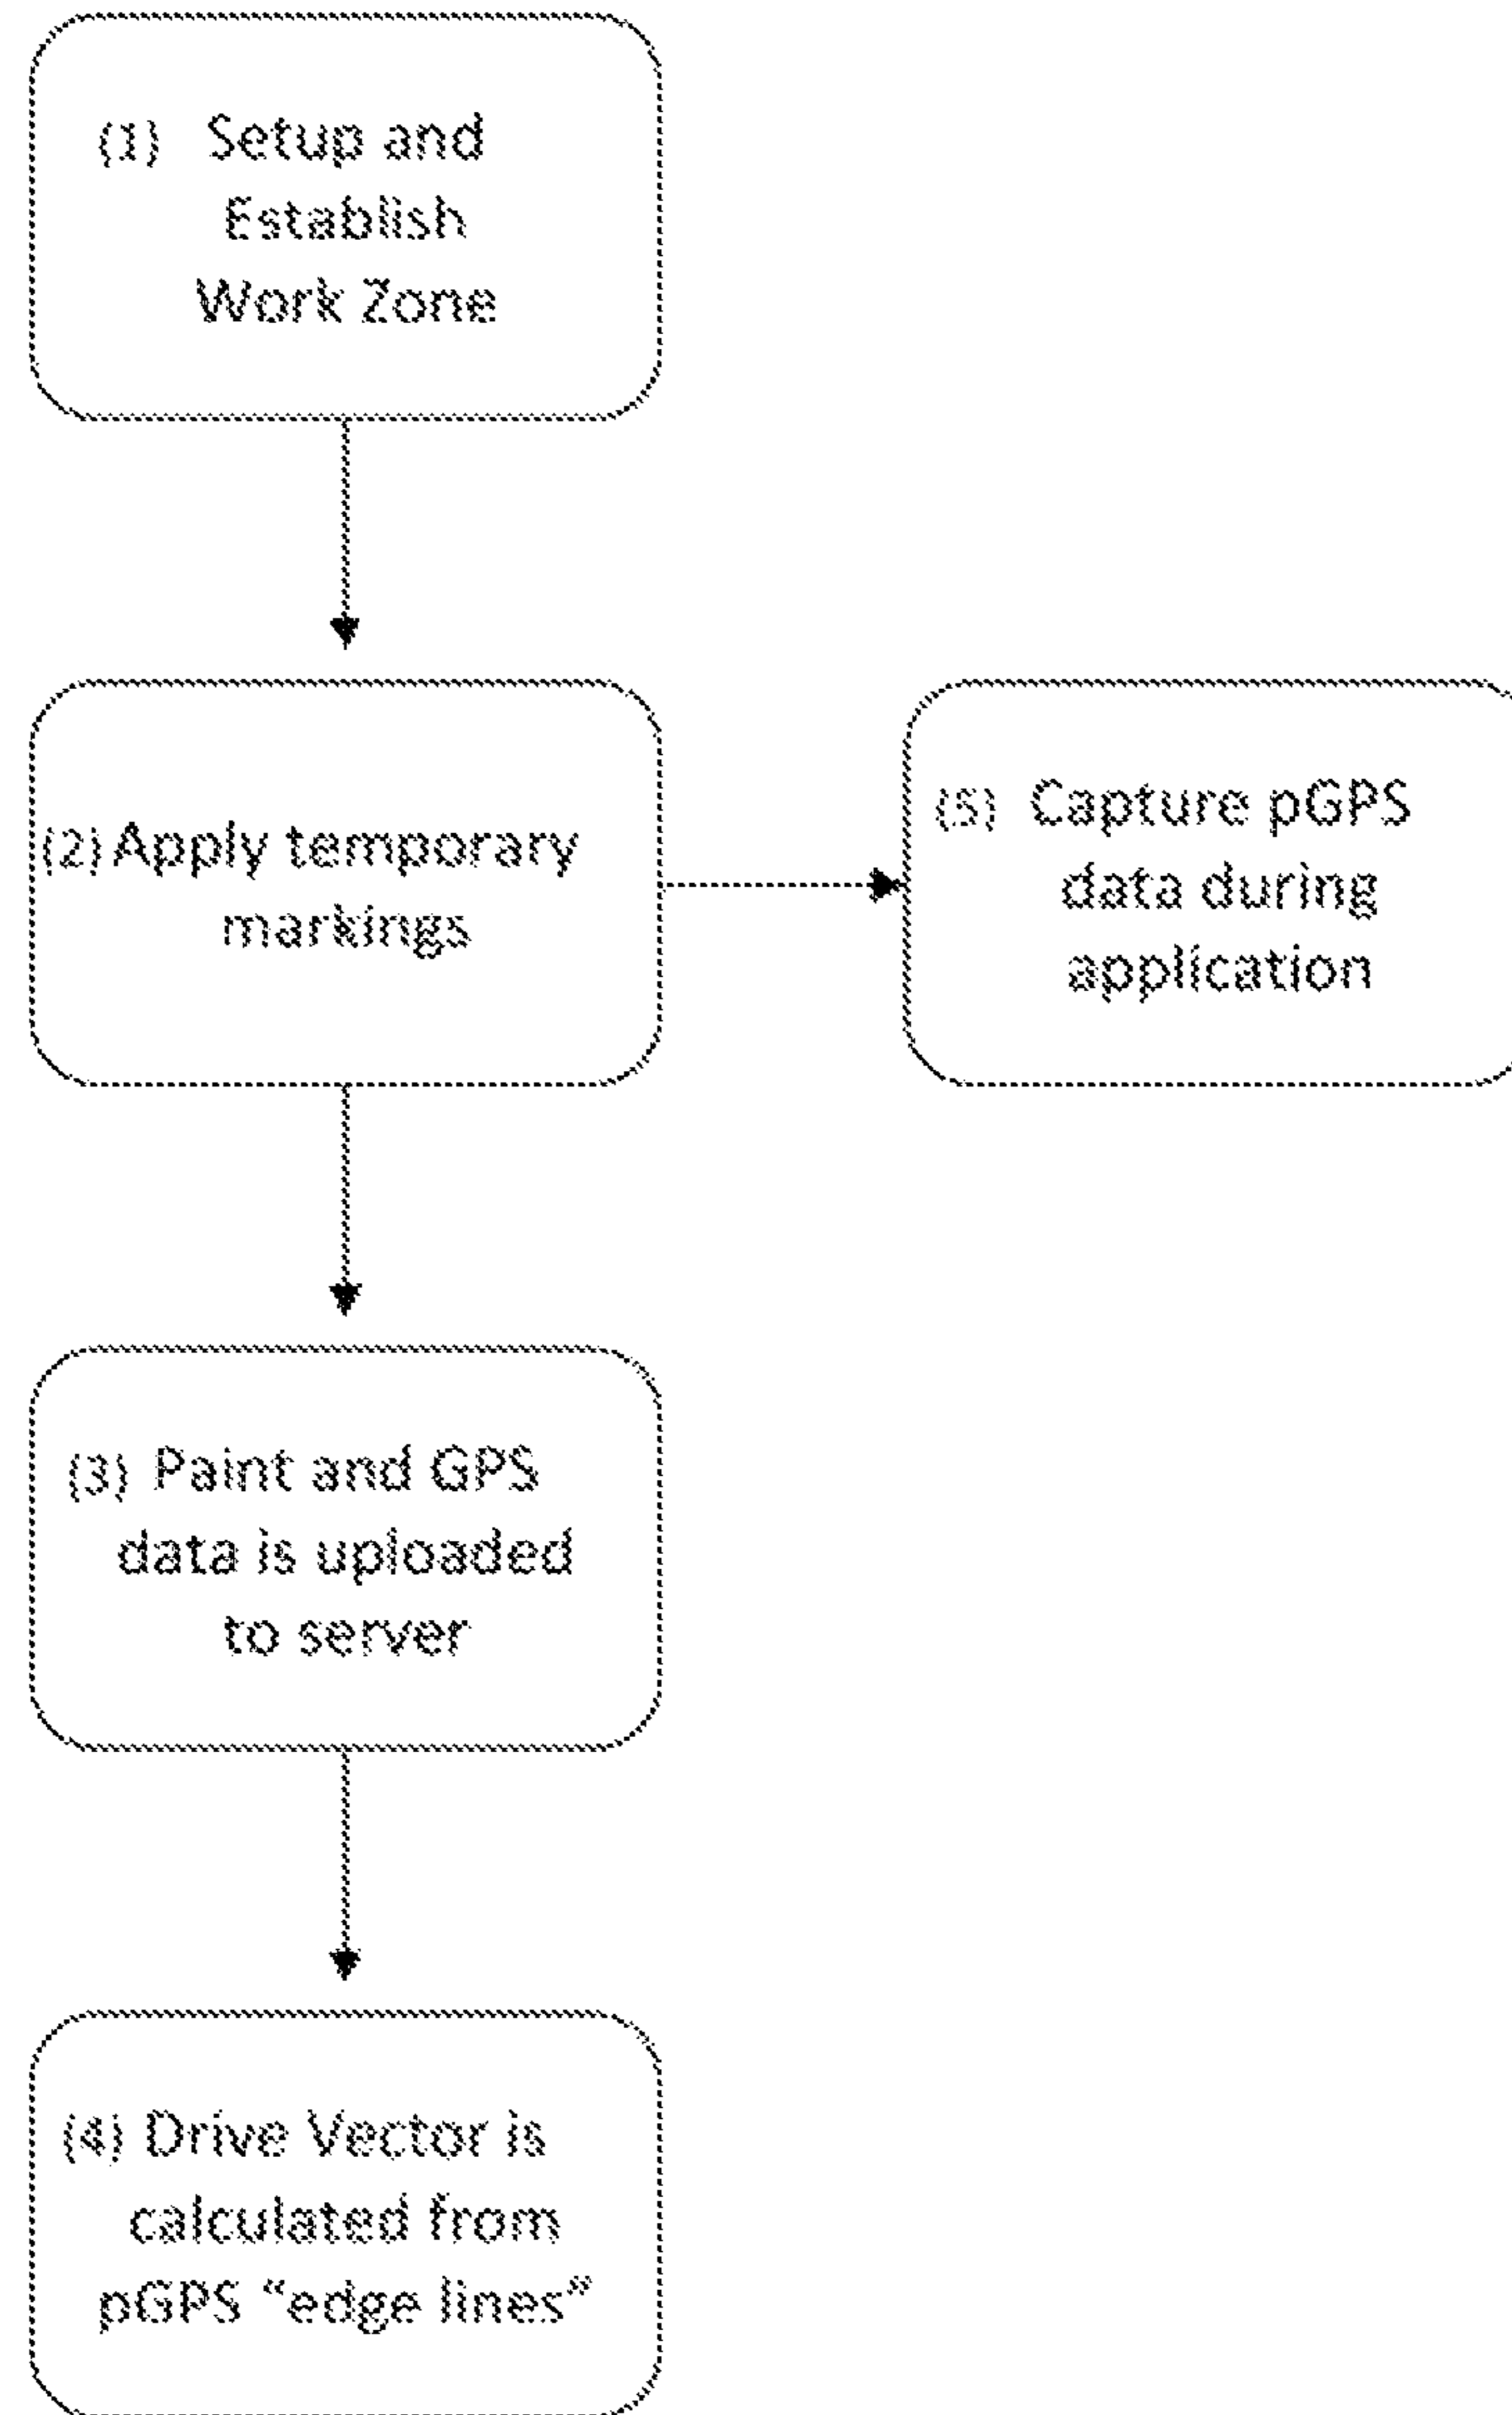 (1) Setup and
Establish
Work Zone
(2) Apply temporary
markings
(5) Capture pGPS
data during
application
(3) Paint and GPS
data is uploaded
to server
(4) Drive Vector is
calculated from
pGPS “edge lines”